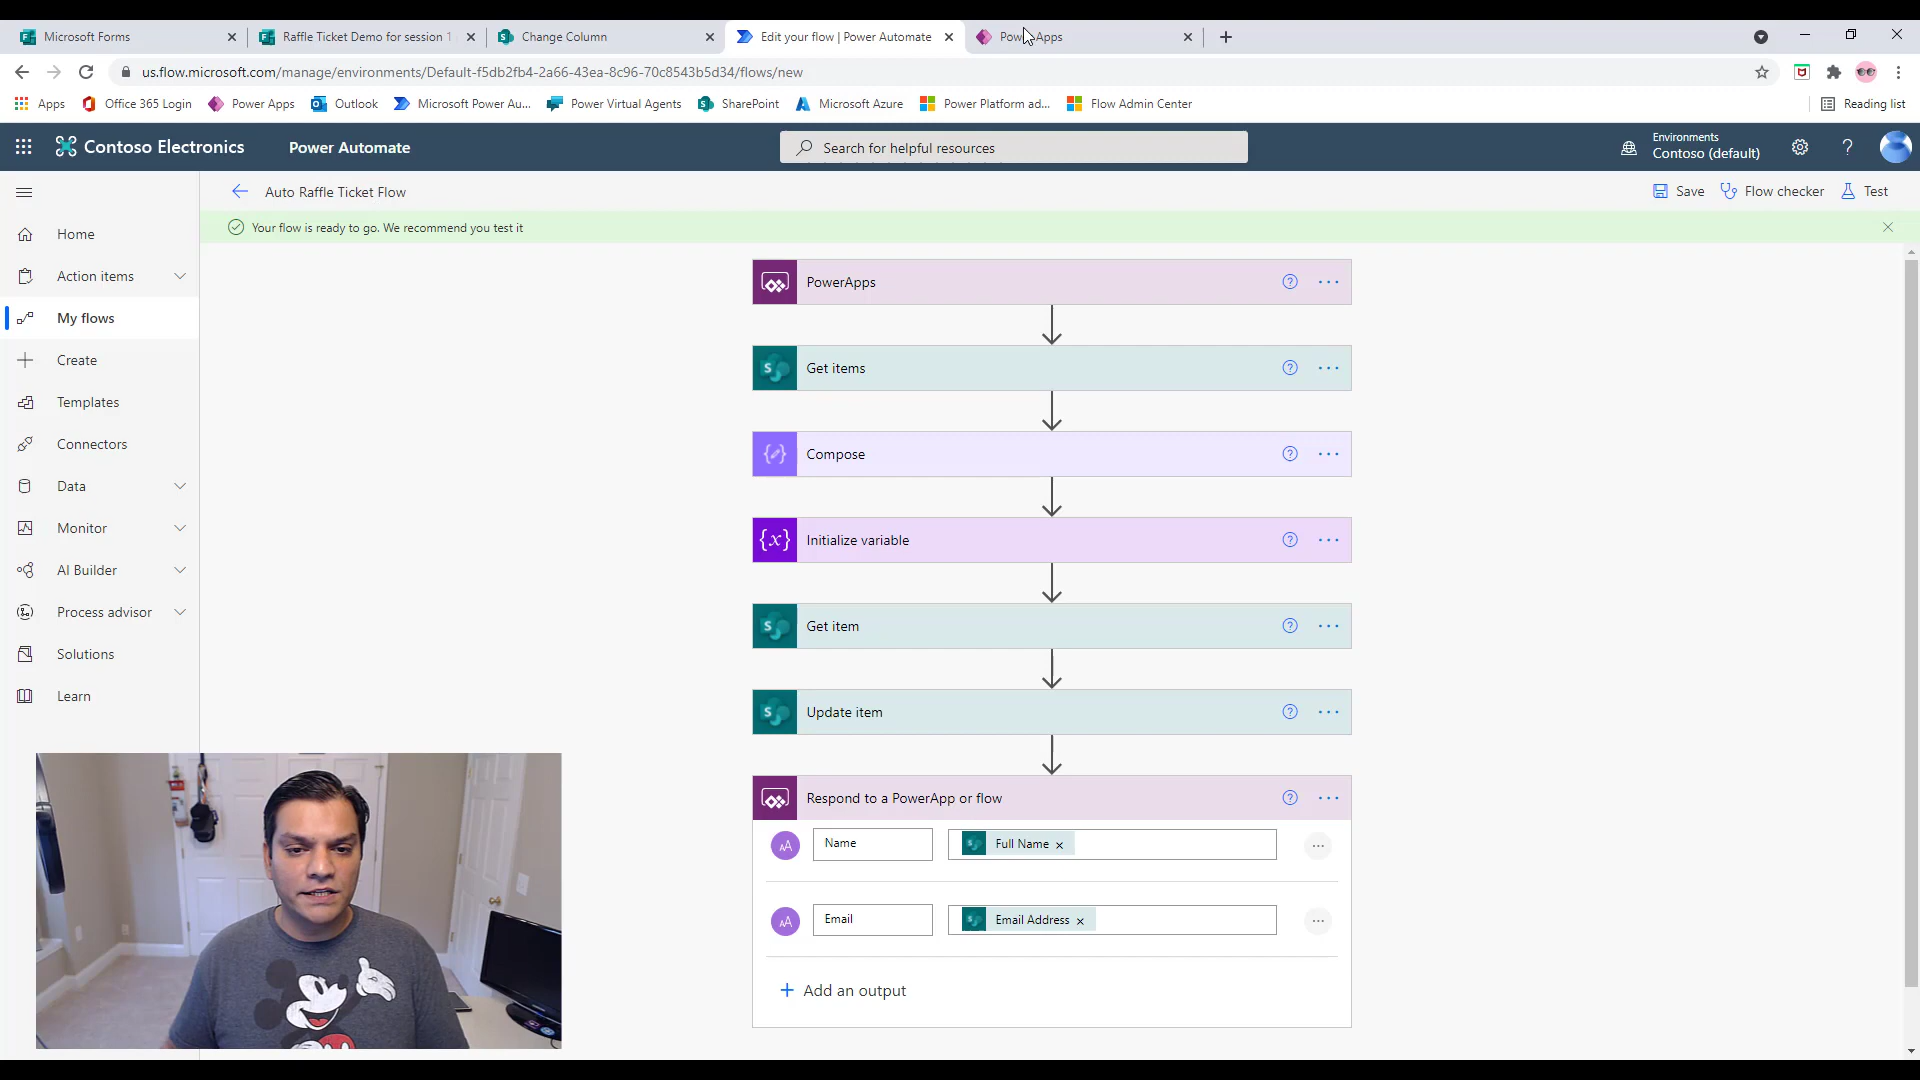 Microsoft Forms
Raffle Ticket Demo for session 1
Change Column
Edit your flow | Power Automate
PowerApps
us.flow.microsoft.com/manage/environments/Default-f5db2fb4-2a66-43ea-8c96-70c8543b5d34/flows/new
Apps
Office 365 Login
Power Apps
Outlook
Microsoft Power Au...
Power Virtual Agents
SharePoint
Microsoft Azure
Power Platform ad...
Flow Admin Center
Reading list
Contoso Electronics
Power Automate
Search for helpful resources
Environments
Contoso (default)
Auto Raffle Ticket Flow
Save
Flow checker
Test
Your flow is ready to go. We recommend you test it
Home
Action items
My flows
Create
Templates
Connectors
Data
Monitor
AI Builder
Process advisor
Solutions
Learn
PowerApps
Get items
Compose
Initialize variable
Get item
Update item
Respond to a PowerApp or flow
Name
Full Name
Email
Email Address
Add an output